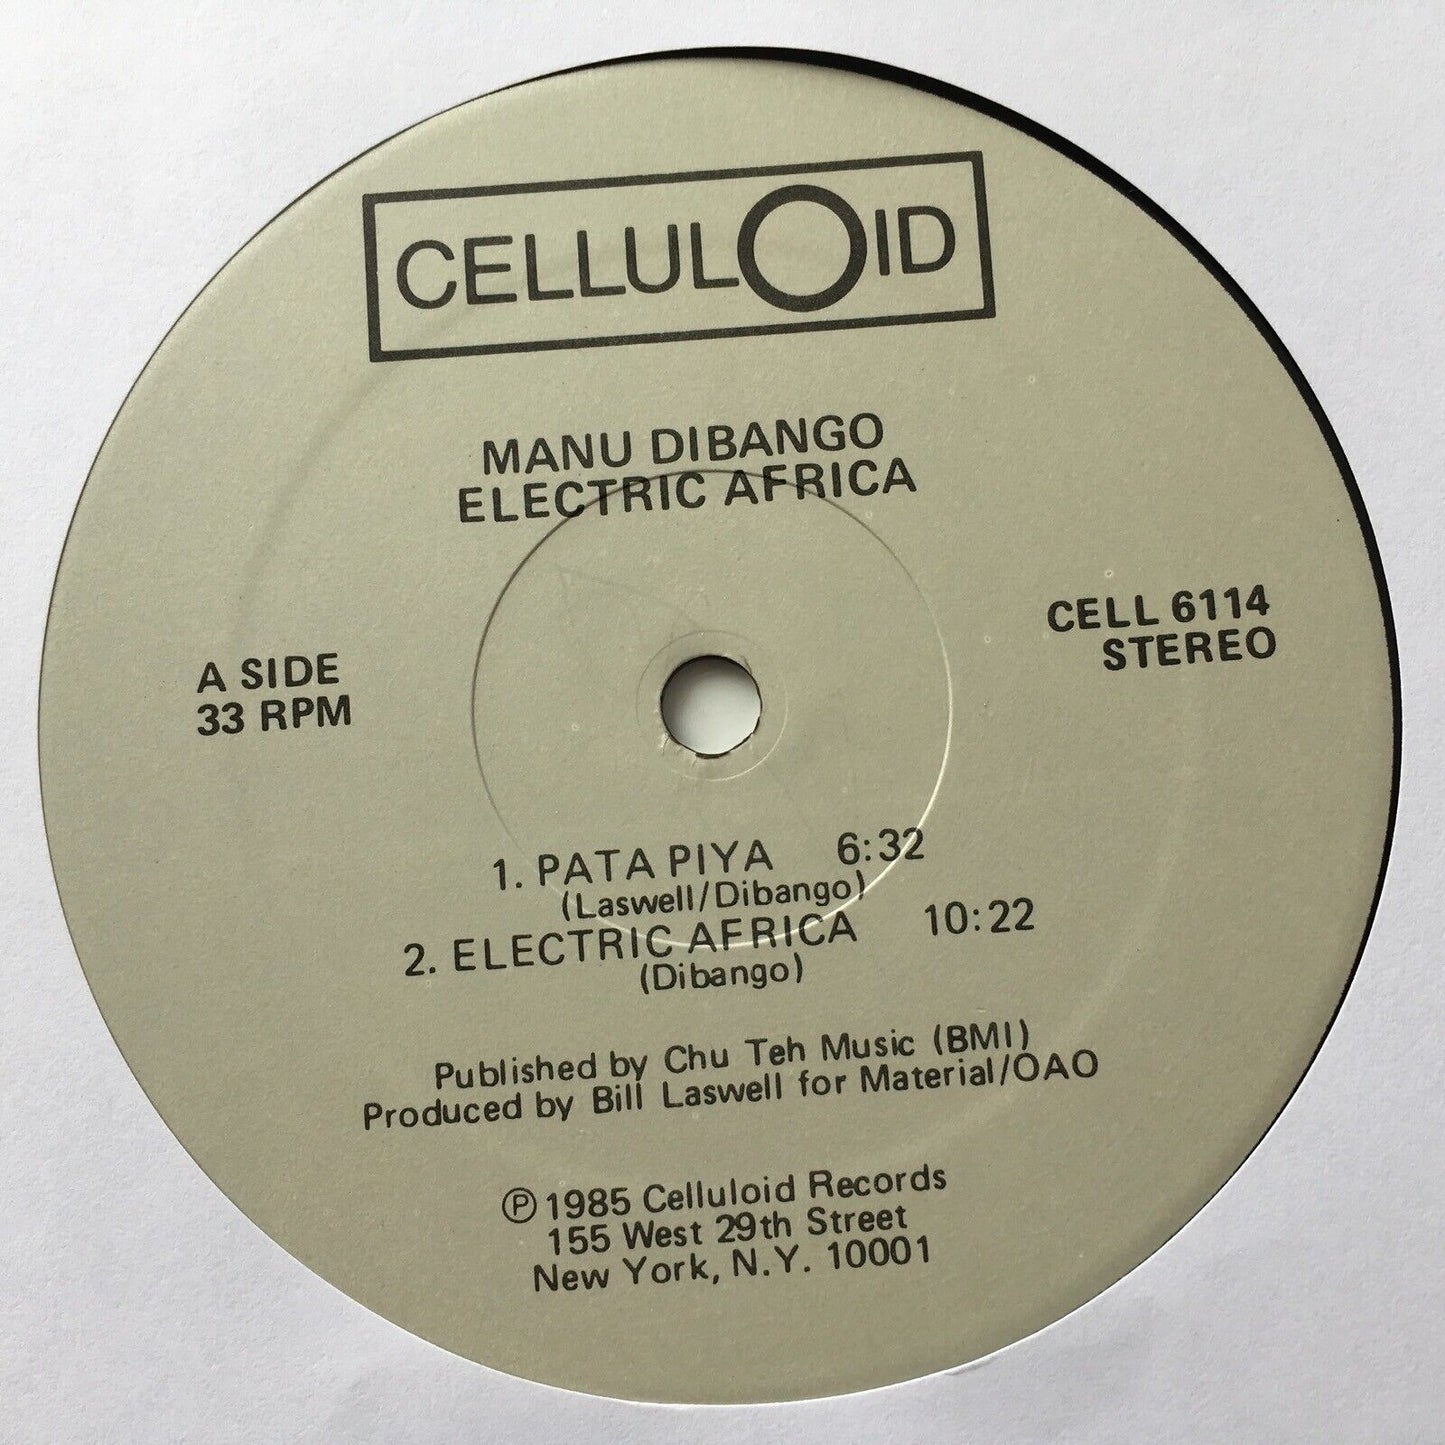 CELLULOID
MANU DIBANGO
ELECTRIC AFRICA
CELL 6114
STEREO
A SIDE
33 RPM
1. PATA PIYA 6:32
(Laswell/Dibango)
2. ELECTRIC AFRICA 10:22
(Dibango)
Published by Chu Teh Music (BMI)
Produced by Bill Laswell for Material/OAO
℗ 1985 Celluloid Records
155 West 29th Street
New York, N.Y. 10001